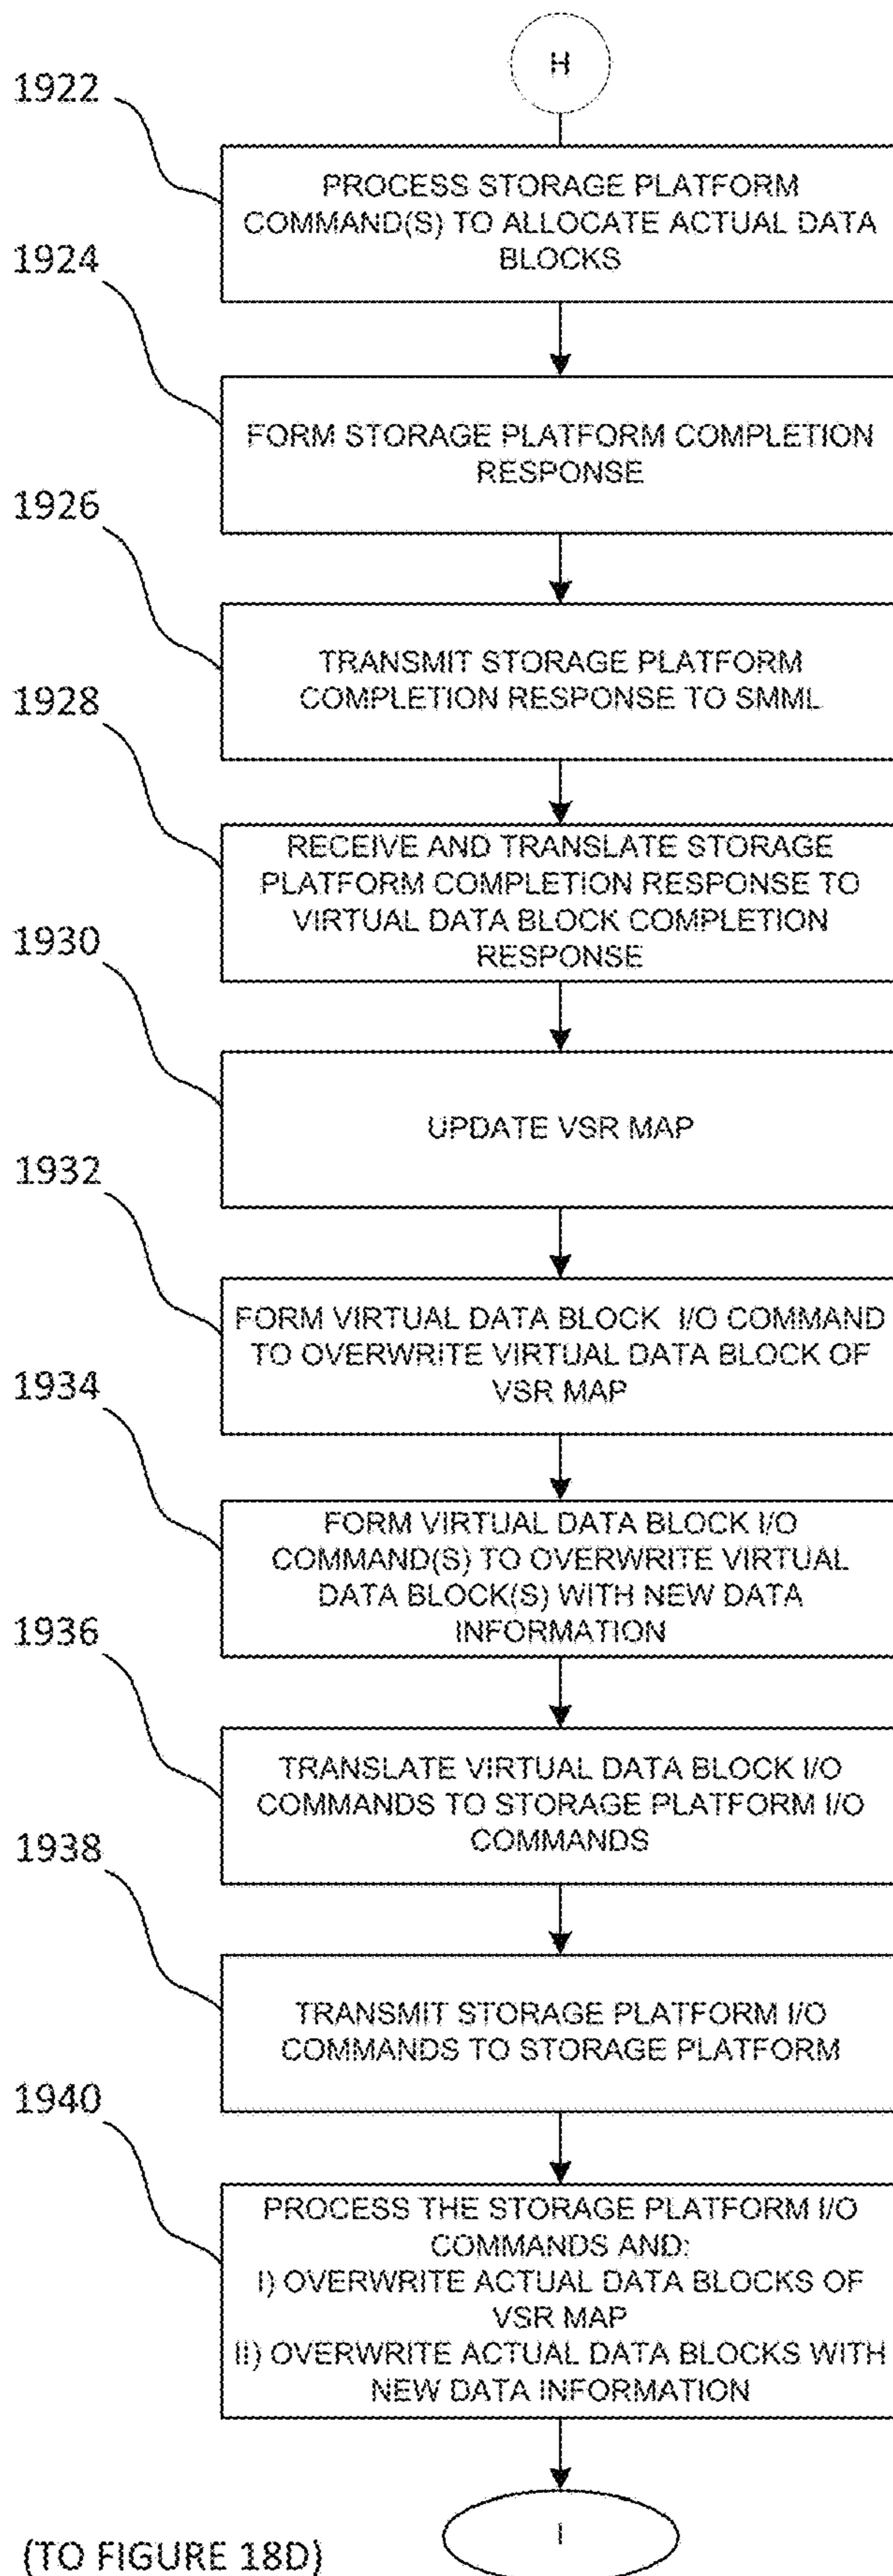 H
1922
PROCESS STORAGE PLATFORM
COMMAND(S) TO ALLOCATE ACTUAL DATA
BLOCKS
1924
FORM STORAGE PLATFORM COMPLETION
RESPONSE
1926
TRANSMIT STORAGE PLATFORM
COMPLETION RESPONSE TO SMML
1928
RECEIVE AND TRANSLATE STORAGE
PLATFORM COMPLETION RESPONSE TO
VIRTUAL DATA BLOCK COMPLETION
RESPONSE
1930
UPDATE VSR MAP
1932
FORM VIRTUAL DATA BLOCK I/O COMMAND
TO OVERWRITE VIRTUAL DATA BLOCK OF
VSR MAP
1934
FORM VIRTUAL DATA BLOCK I/O
COMMAND(S) TO OVERWRITE VIRTUAL
DATA BLOCK(S) WITH NEW DATA
INFORMATION
1936
TRANSLATE VIRTUAL DATA BLOCK I/O
COMMANDS TO STORAGE PLATFORM I/O
COMMANDS
1938
TRANSMIT STORAGE PLATFORM I/O
COMMANDS TO STORAGE PLATFORM
1940
PROCESS THE STORAGE PLATFORM I/O
COMMANDS AND:
I) OVERWRITE ACTUAL DATA BLOCKS OF
VSR MAP
II) OVERWRITE ACTUAL DATA BLOCKS WITH
NEW DATA INFORMATION
I
(TO FIGURE 18D)